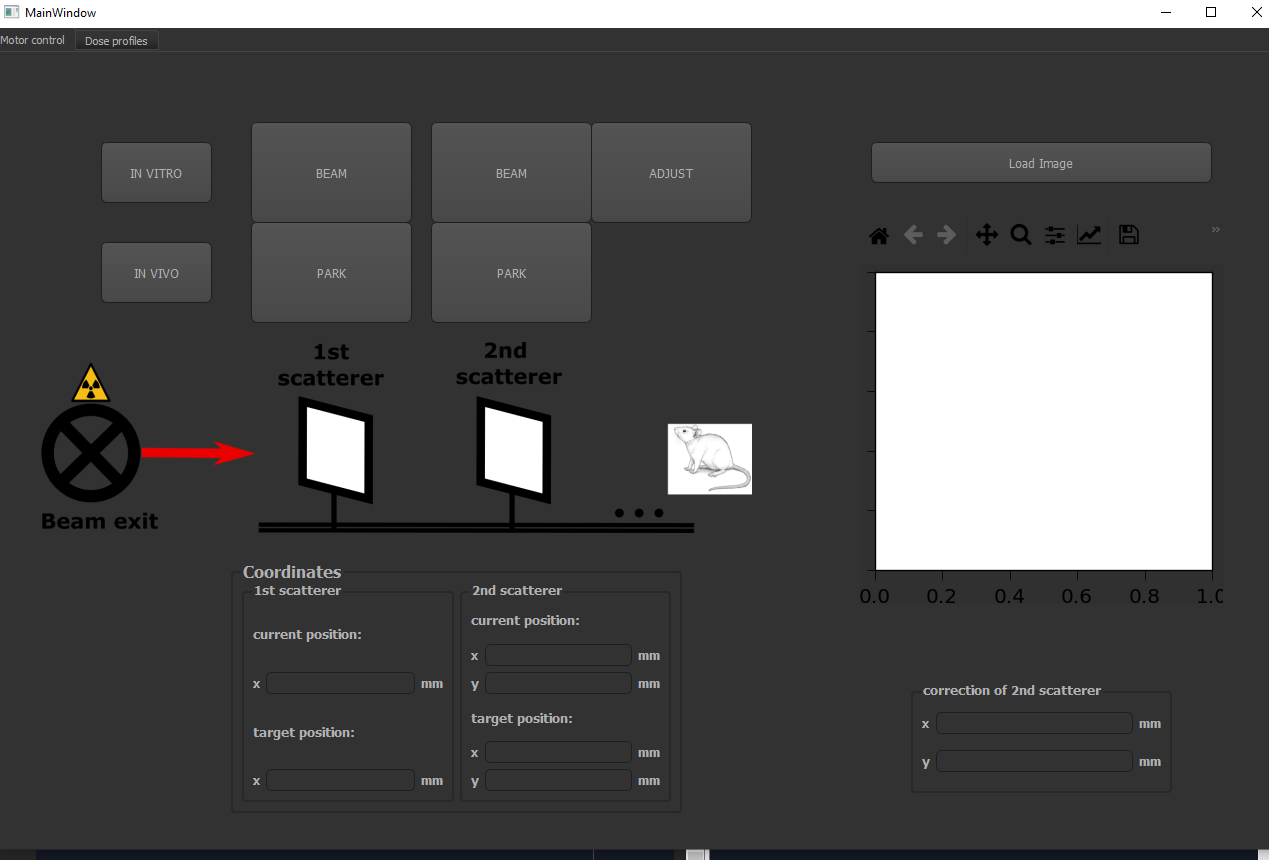 MainWindow
Motor control
Dose profiles
IN VITRO
BEAM
BEAM
ADJUST
Load Image
IN VIVO
PARK
PARK
»
1st
scatterer
2nd
scatterer
Beam exit
0.0 0.2 0.4 0.6 0.8 1.0
Coordinates
1st scatterer
current position:
x mm
target position:
x mm
2nd scatterer
current position:
x mm
y mm
target position:
x mm
y mm
correction of 2nd scatterer
x mm
y mm